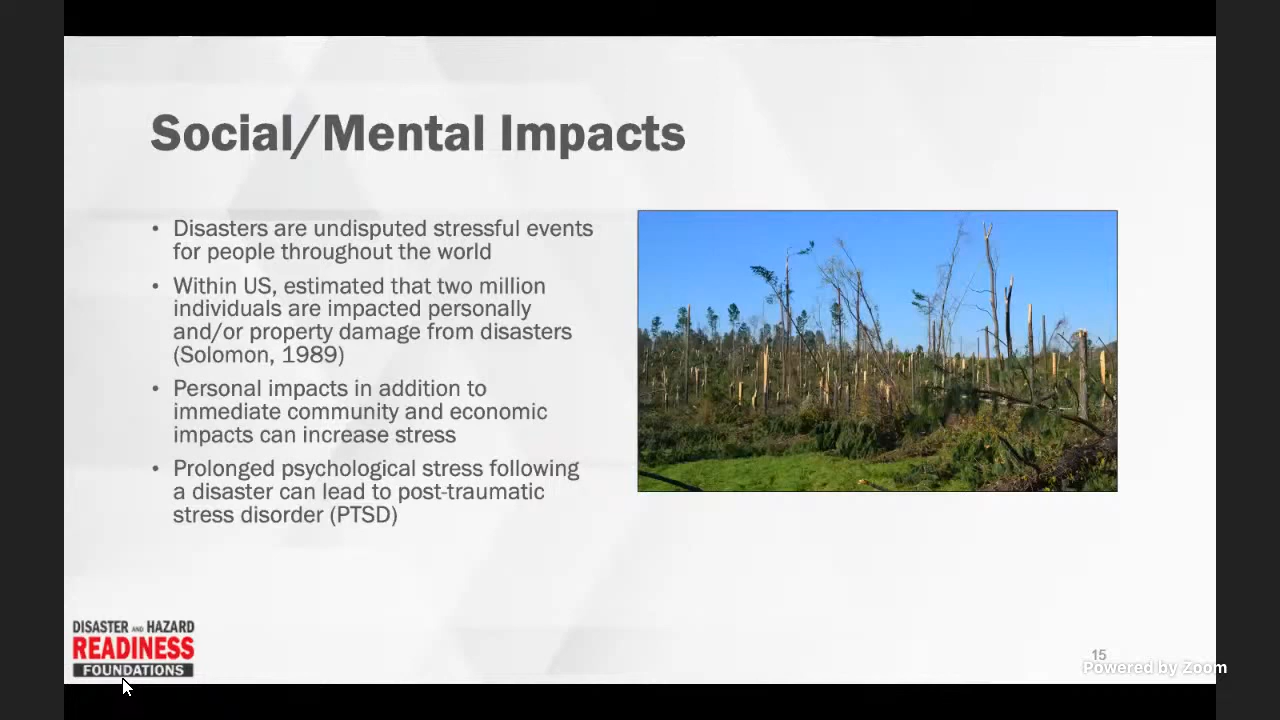 Social/Mental Impacts
• Disasters are undisputed stressful events
for people throughout the world
• Within US, estimated that two million
individuals are impacted personally
and/or property damage from disasters
(Solomon, 1989)
• Personal impacts in addition to
immediate community and economic
impacts can increase stress
• Prolonged psychological stress following
a disaster can lead to post-traumatic
stress disorder (PTSD)
DISASTER AND HAZARD
READINESS
FOUNDATIONS
15
Powered by Zoom